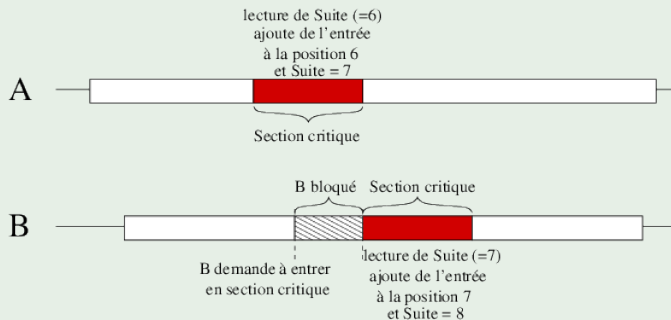 lecture de Suite (=6)
ajoute de l'entrée
à la position 6
et Suite = 7
A
Section critique
B bloqué
Section critique
B
B demande à entrer
en section critique
lecture de Suite (=7)
ajoute de l'entrée
à la position 7
et Suite = 8